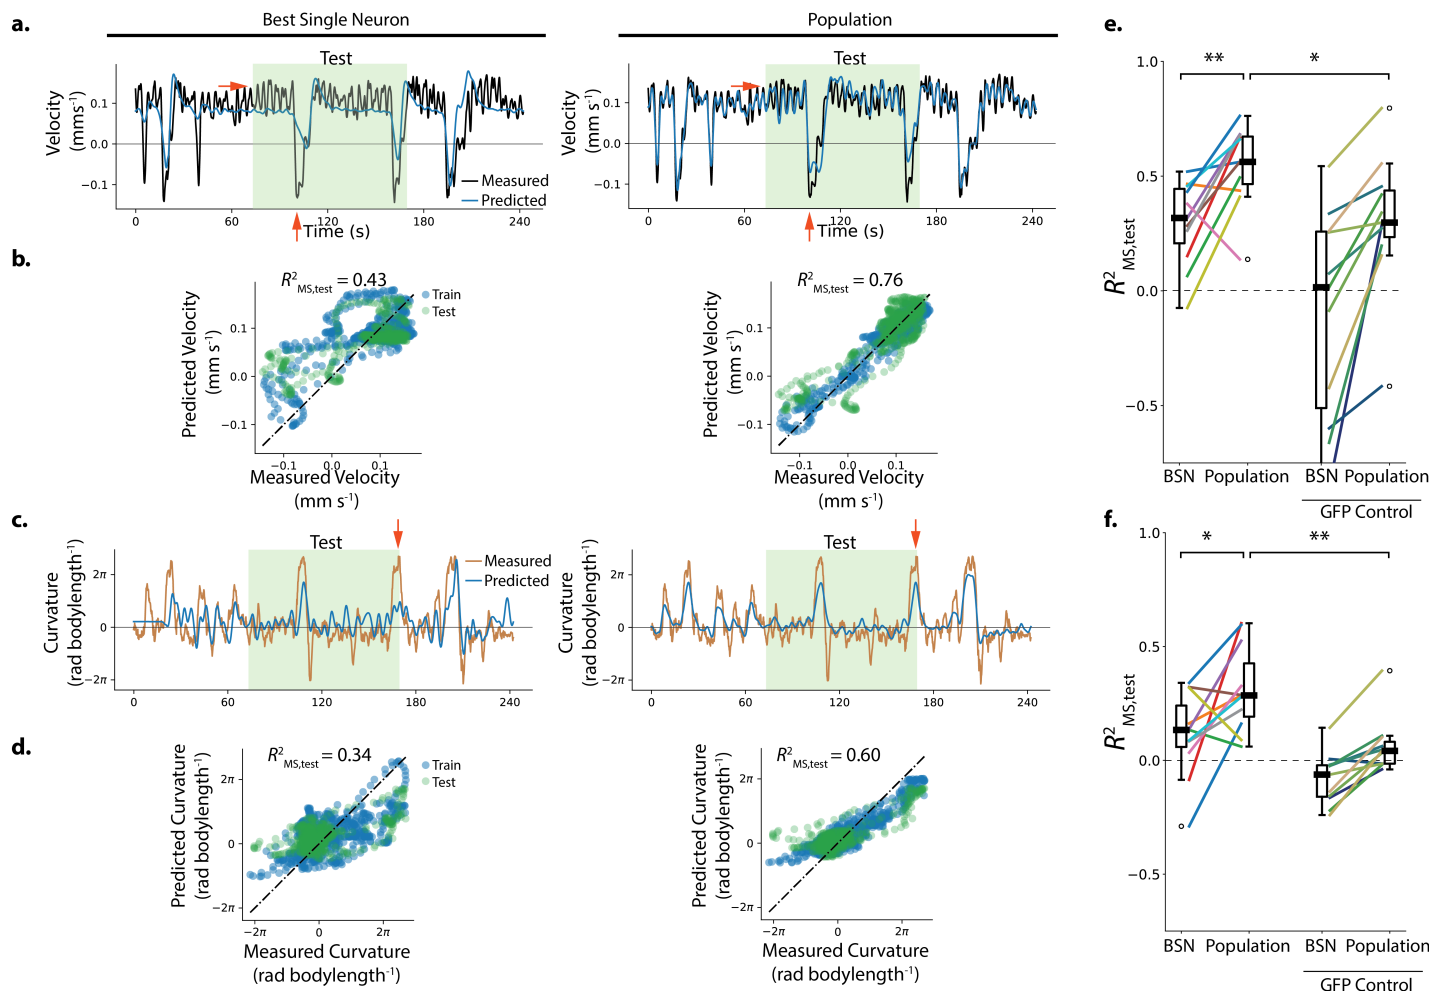 a.
Best Single Neuron
Population
Test
Velocity
(mms⁻¹)
0.1
0.0
−0.1
Measured
Predicted
0
60
120
180
240
Time (s)
Test
Velocity
(mm s⁻¹)
0.1
0.0
−0.1
0
60
120
180
240
Time (s)
b.
R²MS,test = 0.43
Train
Test
Predicted Velocity
(mm s⁻¹)
0.1
0.0
−0.1
−0.1
0.0
0.1
Measured Velocity
(mm s⁻¹)
R²MS,test = 0.76
Predicted Velocity
(mm s⁻¹)
0.1
0.0
−0.1
−0.1
0.0
0.1
Measured Velocity
(mm s⁻¹)
c.
Test
Curvature
(rad bodylength⁻¹)
2π
0
−2π
Measured
Predicted
0
60
120
180
240
Test
Curvature
(rad bodylength⁻¹)
2π
0
−2π
0
60
120
180
240
d.
R²MS,test = 0.34
Train
Test
Predicted Curvature
(rad bodylength⁻¹)
2π
0
−2π
−2π
0
2π
Measured Curvature
(rad bodylength⁻¹)
R²MS,test = 0.60
Predicted Curvature
(rad bodylength⁻¹)
2π
0
−2π
−2π
0
2π
Measured Curvature
(rad bodylength⁻¹)
e.
**
*
R²MS,test
1.0
0.5
0.0
−0.5
BSN Population
BSN Population
GFP Control
f.
*
**
R²MS,test
1.0
0.5
0.0
−0.5
BSN Population
BSN Population
GFP Control